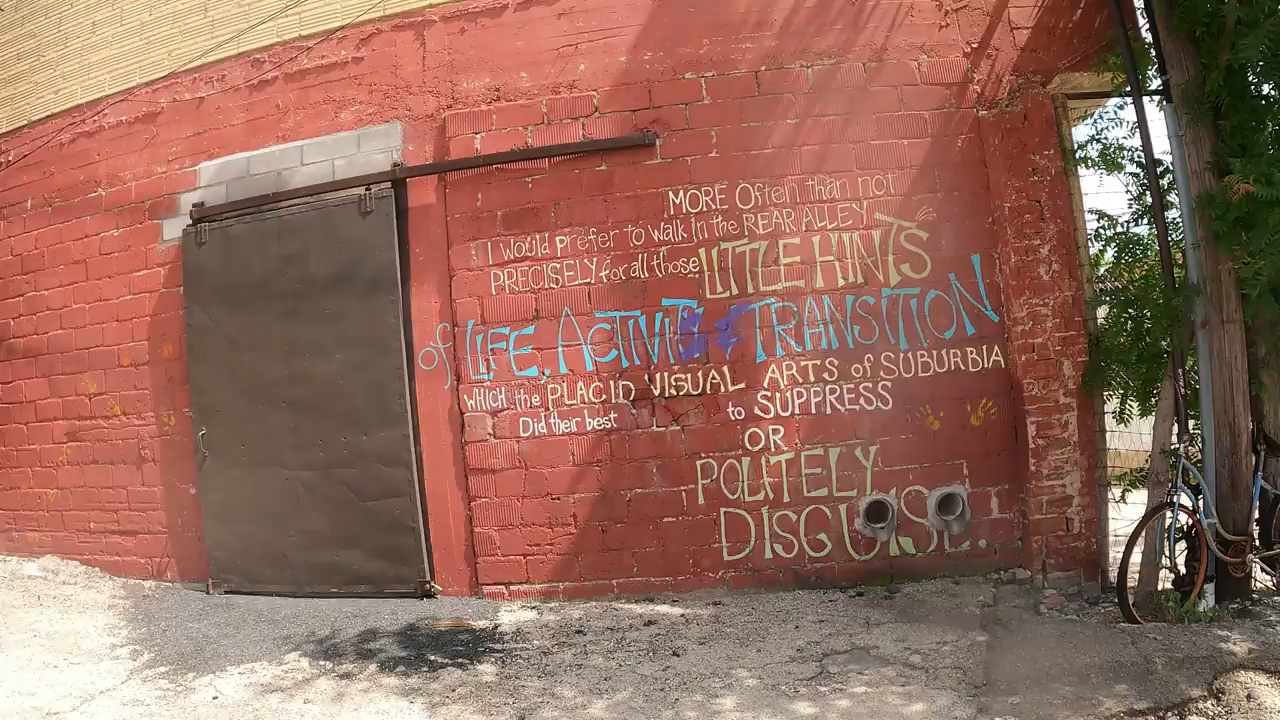 MORE Often than not
I would prefer to walk in the REAR ALLEY
PRECISELY for all those LITTLE HINTS
of LIFE, ACTIVITY & TRANSITION
WHICH the PLACID VISUAL ARTS of SUBURBIA
Did their best to SUPPRESS
OR
POLITELY
DISGUISE.